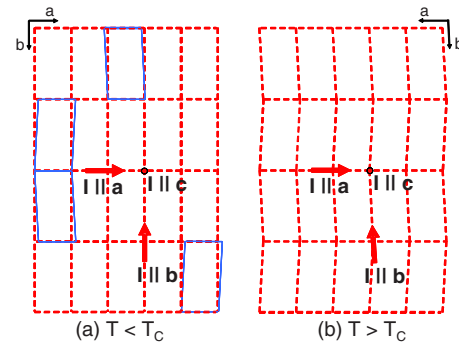 a
b
I || a
I || c
I || b
(a) T < T_C
a
b
I || a
I || c
I || b
(b) T > T_C